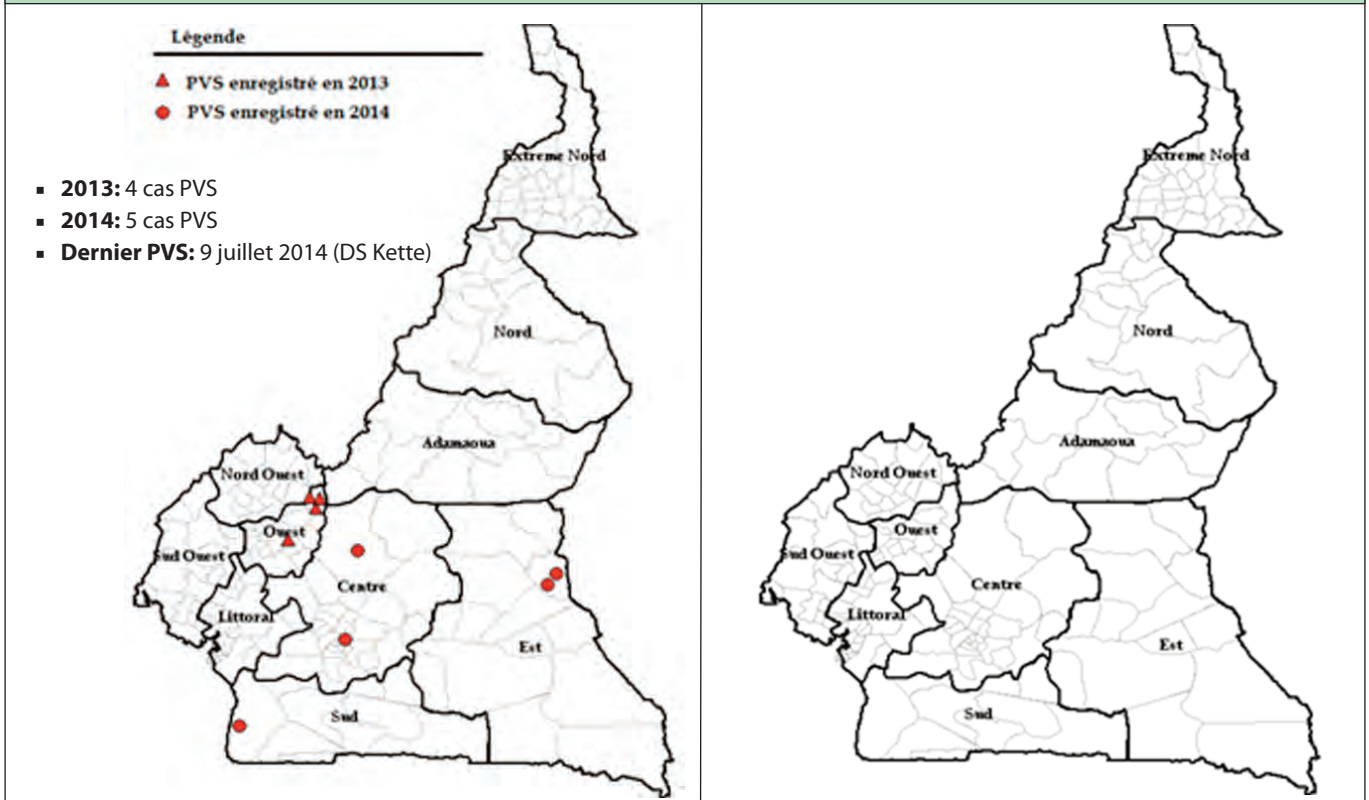 Légende
PVS enregistré en 2013
PVS enregistré en 2014
▪ 2013: 4 cas PVS
▪ 2014: 5 cas PVS
▪ Dernier PVS: 9 juillet 2014 (DS Kette)
Extreme Nord
Nord
Adamaoua
Nord Ouest
Ouest
Sud Ouest
Centre
Littoral
Est
Sud
Extreme Nord
Nord
Adamaoua
Nord Ouest
Ouest
Sud Ouest
Centre
Littoral
Est
Sud